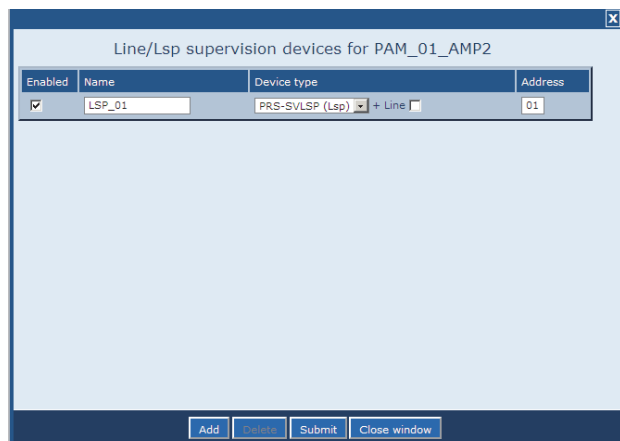 X
Line/Lsp supervision devices for PAM_01_AMP2
Enabled Name Device type Address
LSP_01 PRS-SVLSP (Lsp) + Line 01
Add Delete Submit Close window